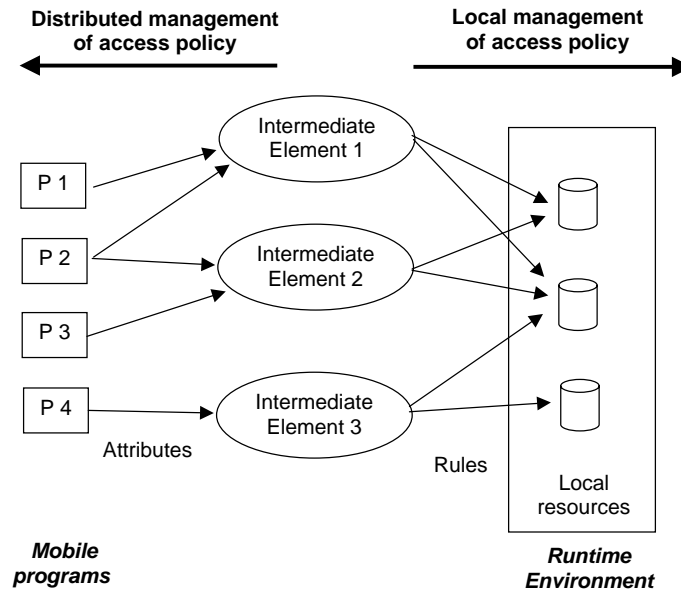 Distributed management
of access policy
Local management
of access policy
Intermediate
Element 1
P 1
P 2
Intermediate
Element 2
P 3
P 4
Intermediate
Element 3
Attributes
Rules
Local
resources
Mobile
programs
Runtime
Environment